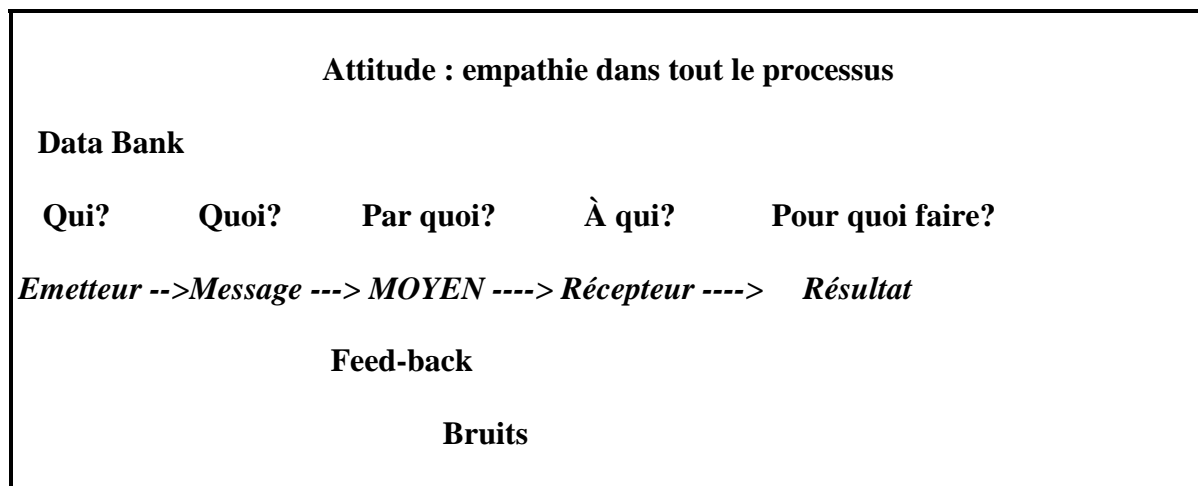 Attitude : empathie dans tout le processus
Data Bank
Qui? Quoi? Par quoi? À qui? Pour quoi faire?
Emetteur -->Message ---> MOYEN ----> Récepteur ----> Résultat
Feed-back
Bruits